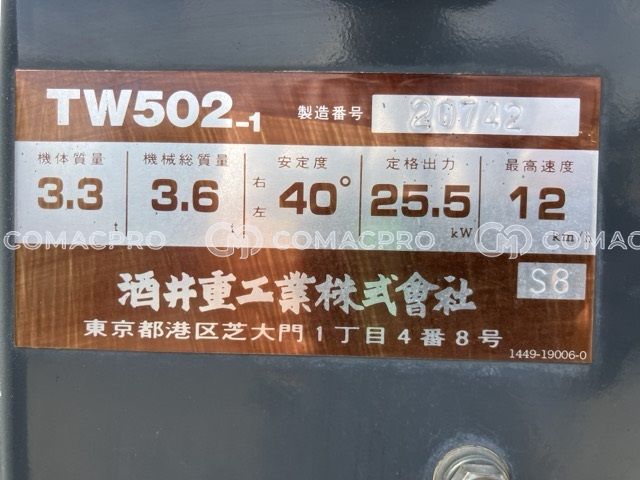 TW502-1 製造番号 20742
機体質量 機械総質量 安定度 定格出力 最高速度
3.3 t 3.6 t 右左 40° 25.5 kW 12 km/h
COMACPRO COMACPRO COMACPRO
S8
酒井重工業株式會社
東京都港区芝大門1丁目4番8号
1449-19006-0